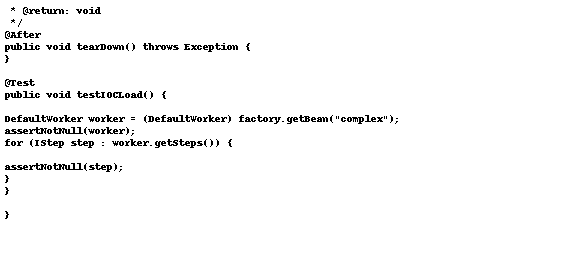 * @return: void
*/
@After
public void tearDown() throws Exception {
}
@Test
public void testIOCLoad() {
DefaultWorker worker = (DefaultWorker) factory.getBean("complex");
assertNotNull(worker);
for (IStep step : worker.getSteps()) {
assertNotNull(step);
}
}
}